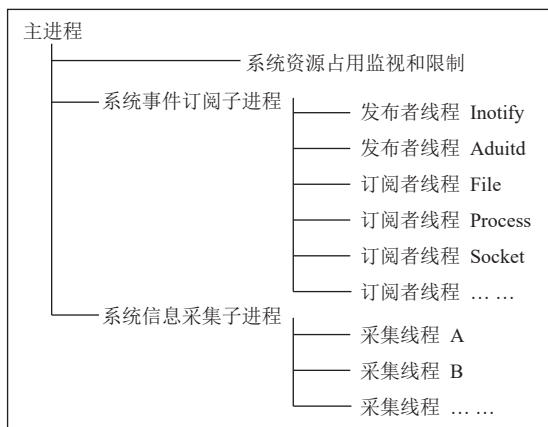 主进程
系统资源占用监视和限制
系统事件订阅子进程
发布者线程 Inotify
发布者线程 Aduitd
订阅者线程 File
订阅者线程 Process
订阅者线程 Socket
订阅者线程 … …
系统信息采集子进程
采集线程 A
采集线程 B
采集线程 … …